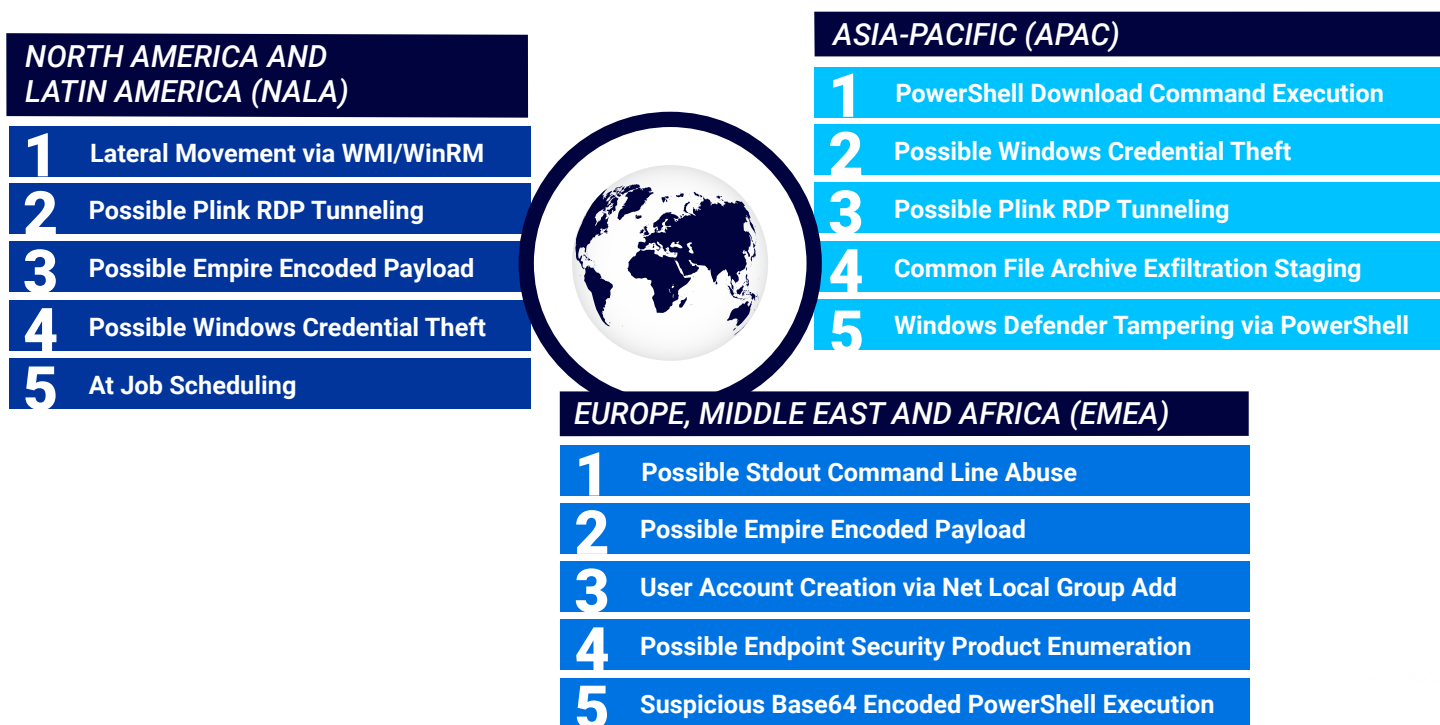 NORTH AMERICA AND
LATIN AMERICA (NALA)
1 Lateral Movement via WMI/WinRM
2 Possible Plink RDP Tunneling
3 Possible Empire Encoded Payload
4 Possible Windows Credential Theft
5 At Job Scheduling
ASIA-PACIFIC (APAC)
1 PowerShell Download Command Execution
2 Possible Windows Credential Theft
3 Possible Plink RDP Tunneling
4 Common File Archive Exfiltration Staging
5 Windows Defender Tampering via PowerShell
EUROPE, MIDDLE EAST AND AFRICA (EMEA)
1 Possible Stdout Command Line Abuse
2 Possible Empire Encoded Payload
3 User Account Creation via Net Local Group Add
4 Possible Endpoint Security Product Enumeration
5 Suspicious Base64 Encoded PowerShell Execution